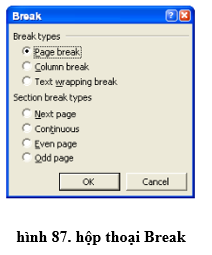 Break
Break types
Page break
Column break
Text wrapping break
Section break types
Next page
Continuous
Even page
Odd page
OK Cancel
hình 87. hộp thoại Break